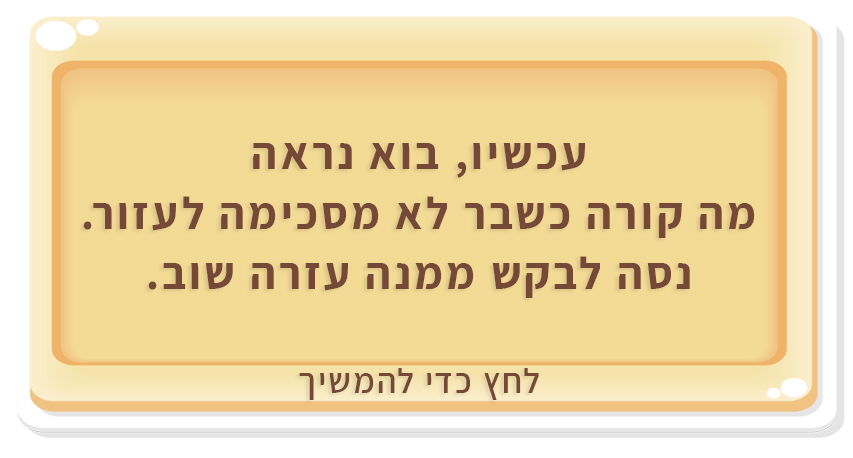 עכשיו, בוא נראה
מה קורה כשבר לא מסכימה לעזור.
נסה לבקש ממנה עזרה שוב.
לחץ כדי להמשיך